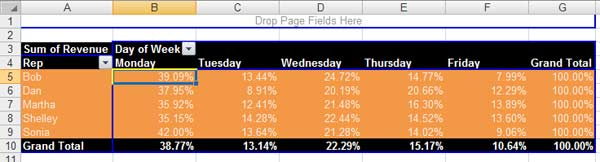 A B C D E F G
1 Drop Page Fields Here
2
3 Sum of Revenue Day of Week
4 Rep Monday Tuesday Wednesday Thursday Friday Grand Total
5 Bob 39.09% 13.44% 24.72% 14.77% 7.99% 100.00%
6 Dan 37.95% 8.91% 20.19% 20.66% 12.29% 100.00%
7 Martha 35.92% 12.41% 21.48% 16.30% 13.89% 100.00%
8 Shelley 35.15% 14.28% 22.44% 14.52% 13.60% 100.00%
9 Sonia 42.00% 13.64% 21.28% 14.02% 9.06% 100.00%
10 Grand Total 38.77% 13.14% 22.29% 15.17% 10.64% 100.00%